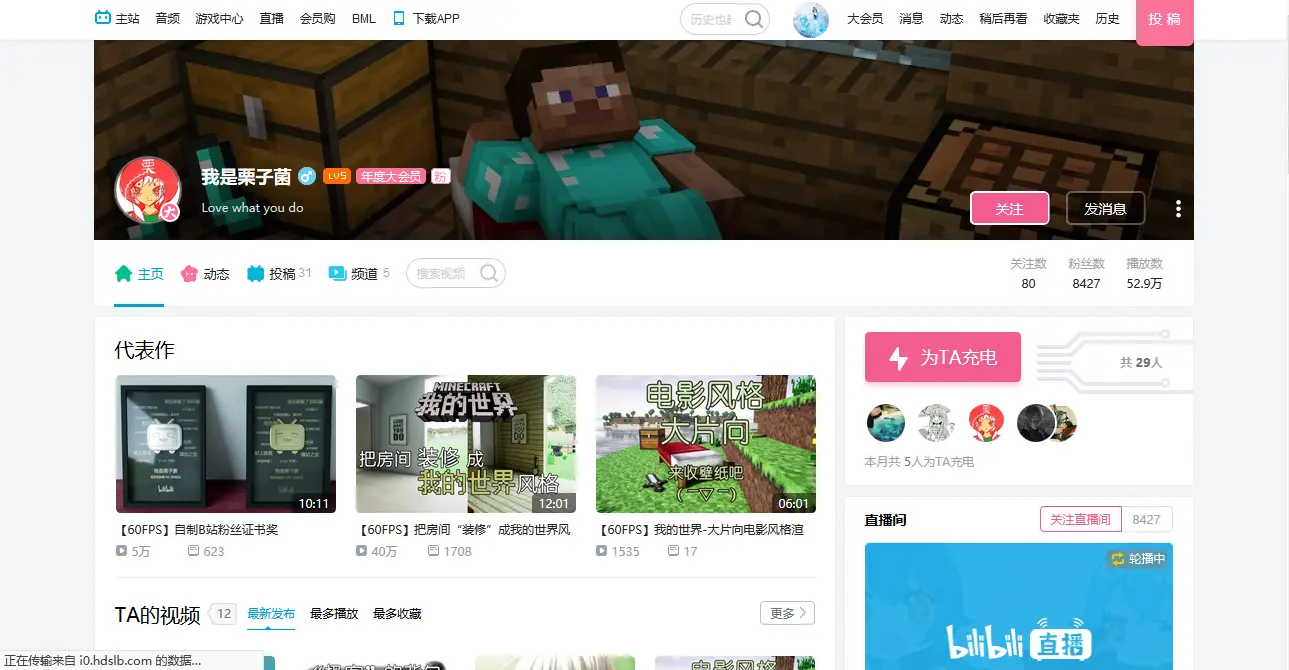 主站 音频 游戏中心 直播 会员购 BML 下载APP 大会员 消息 动态 稍后再看 收藏夹 历史 投 稿
栗
大
我是栗子菌 LV5 年度大会员 粉
Love what you do
关注 发消息
主页 动态 投稿 31 频道 5 搜索视频
关注数 粉丝数 播放数
80 8427 52.9万
代表作
10:11
MINECRAFT
我的世界
把房间 装修 成
我的世界风格
12:01
电影风格
大片向
来收壁纸吧
06:01
【60FPS】自制B站粉丝证书奖
5万 623
【60FPS】把房间“装修”成我的世界风
40万 1708
【60FPS】我的世界-大片向电影风格渲
1535 17
为TA充电
共 29人
本月共 5人为TA充电
直播间 关注直播间 8427
轮播中
bilibili 直播
TA的视频 12 最新发布 最多播放 最多收藏 更多
正在传输来自 i0.hdslb.com 的数据...